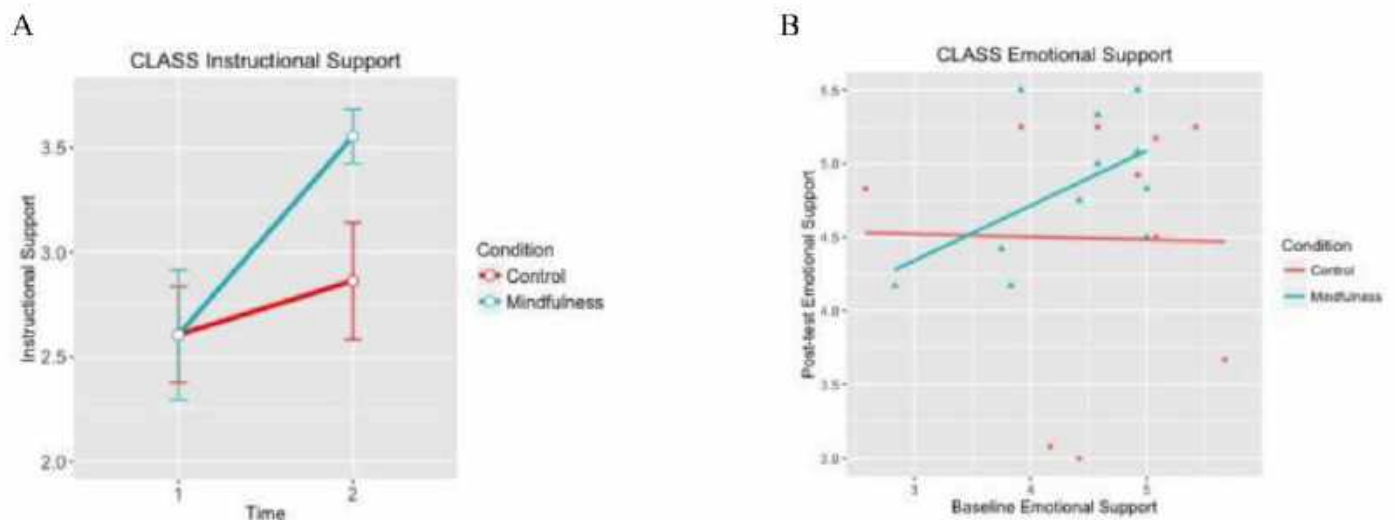 A
CLASS Instructional Support
Instructional Support
3.5
3.0
2.5
2.0
1
2
Time
Condition
Control
Mindfulness
B
CLASS Emotional Support
Post-test Emotional Support
5.5
5.0
4.5
4.0
3.5
3.0
3
4
5
Baseline Emotional Support
Condition
Control
Mindfulness